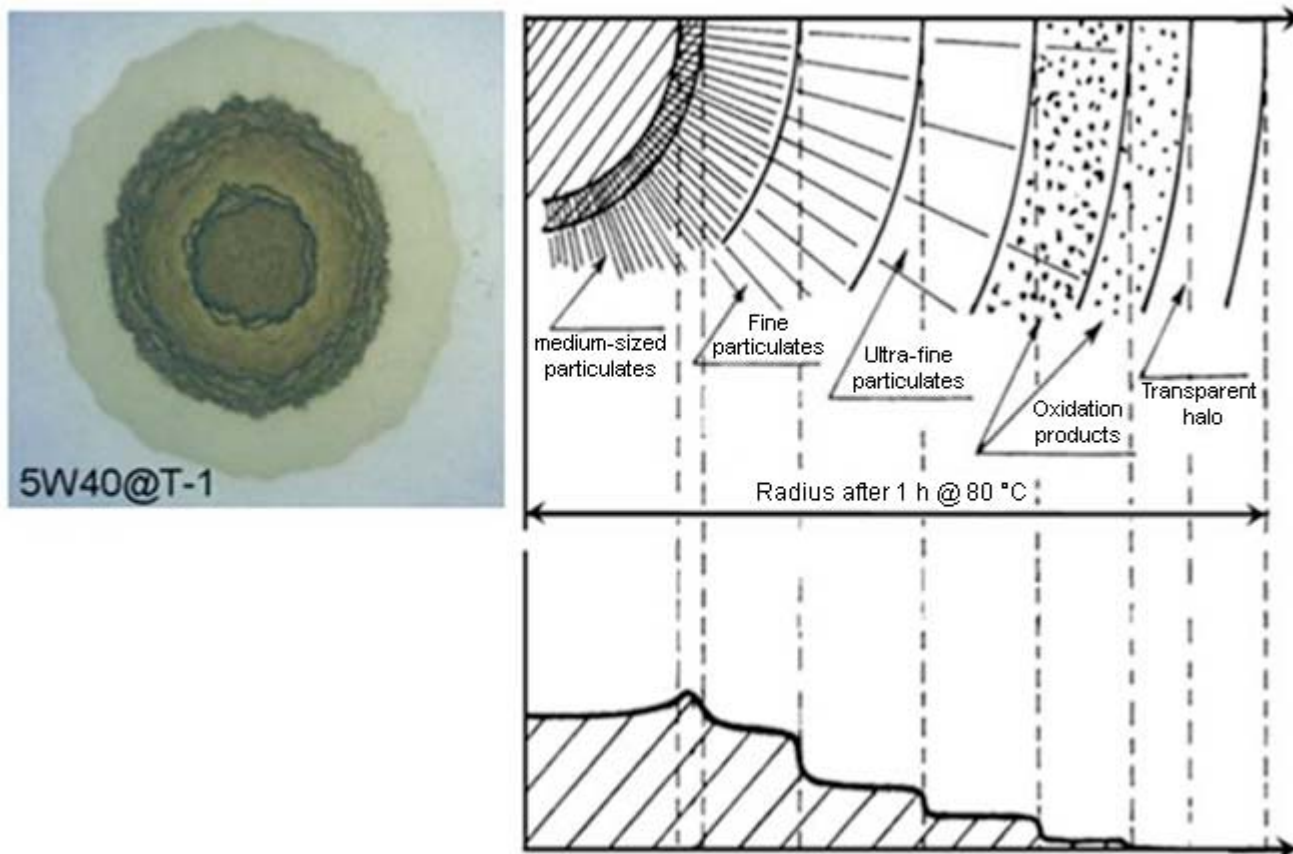 5W40@T-1
medium-sized
particulates
Fine
particulates
Ultra-fine
particulates
Oxidation
products
Transparent
halo
Radius after 1 h @ 80 °C